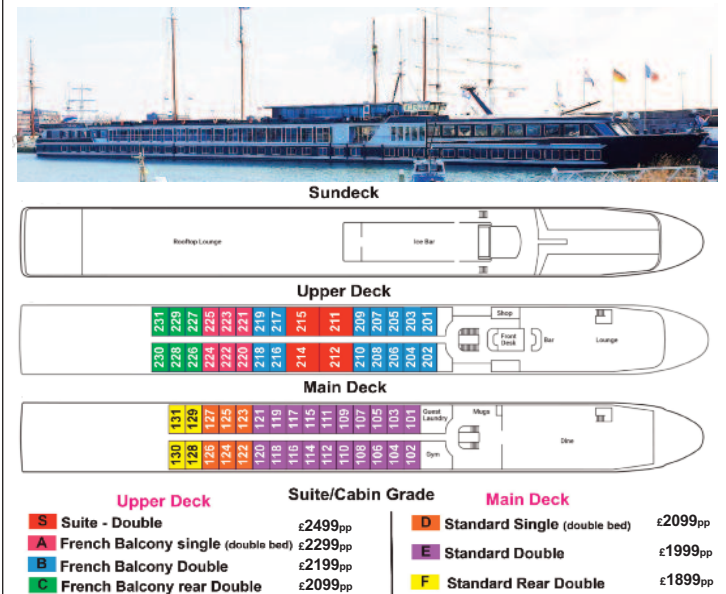 Sundeck
Rooftop Lounge
Ice Bar
Upper Deck
231 229 227 225 223 221 219 217 215 211 209 207 205 203 201
230 228 226 224 222 220 218 216 214 212 210 208 206 204 202
Shop
Front Desk
Bar
Lounge
Main Deck
131 129 127 125 123 121 119 117 115 111 109 107 105 103 101
130 128 126 124 122 120 118 116 114 112 110 108 106 104 102
Guest Laundry
Gym
Mugs
Dine
Suite/Cabin Grade
Upper Deck
S Suite - Double £2499pp
A French Balcony single (double bed) £2299pp
B French Balcony Double £2199pp
C French Balcony rear Double £2099pp
Main Deck
D Standard Single (double bed) £2099pp
E Standard Double £1999pp
F Standard Rear Double £1899pp